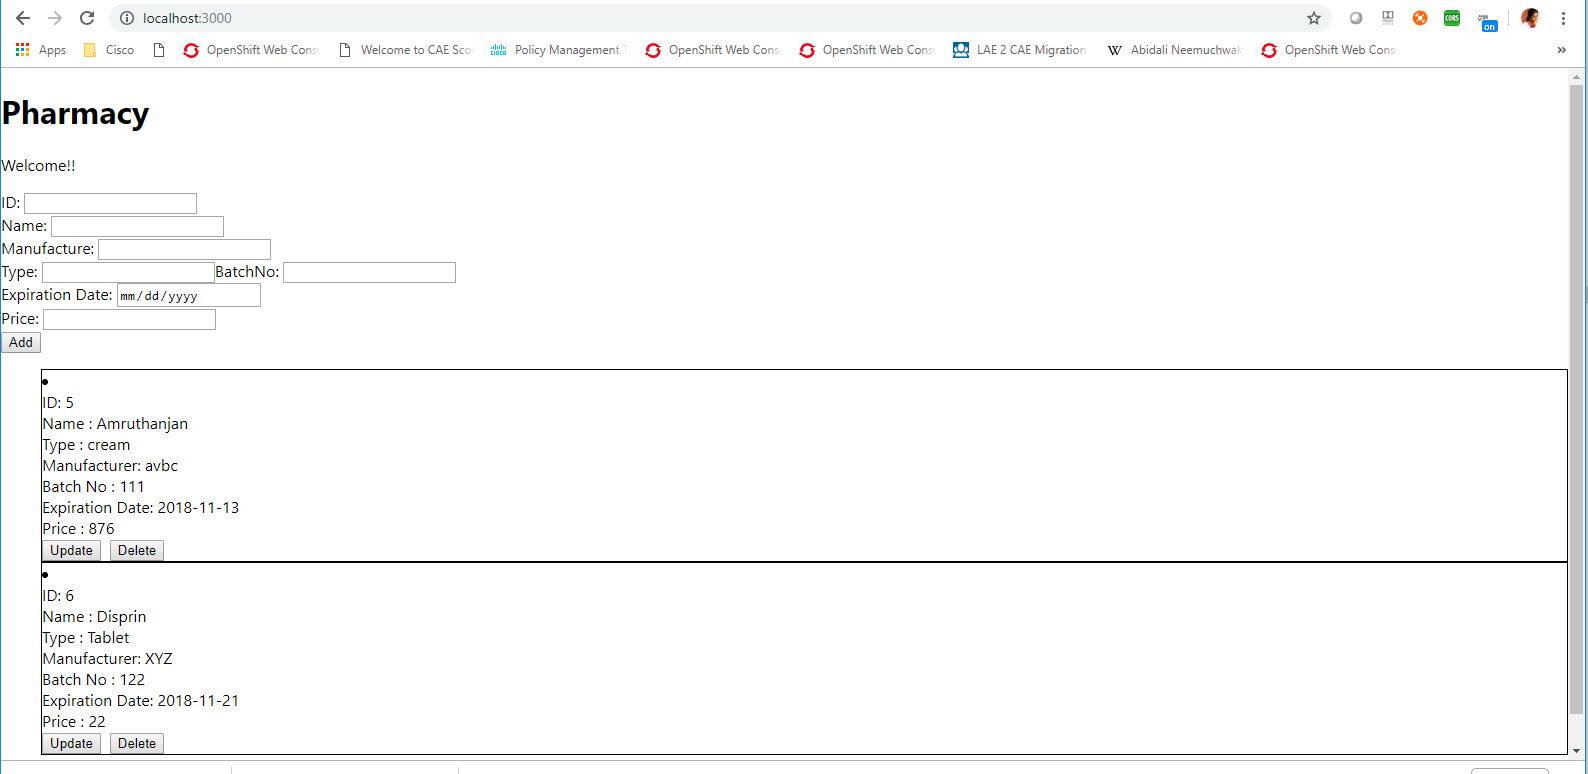 localhost:3000
CORS
on
Apps Cisco OpenShift Web Cons Welcome to CAE Sco Policy Management OpenShift Web Cons OpenShift Web Cons LAE 2 CAE Migration W Abidali Neemuchwal OpenShift Web Cons »
Pharmacy
Welcome!!
ID:
Name:
Manufacture:
Type: BatchNo:
Expiration Date: mm/dd/yyyy
Price:
Add
ID: 5
Name : Amruthanjan
Type : cream
Manufacturer: avbc
Batch No : 111
Expiration Date: 2018-11-13
Price : 876
Update Delete
ID: 6
Name : Disprin
Type : Tablet
Manufacturer: XYZ
Batch No : 122
Expiration Date: 2018-11-21
Price : 22
Update Delete